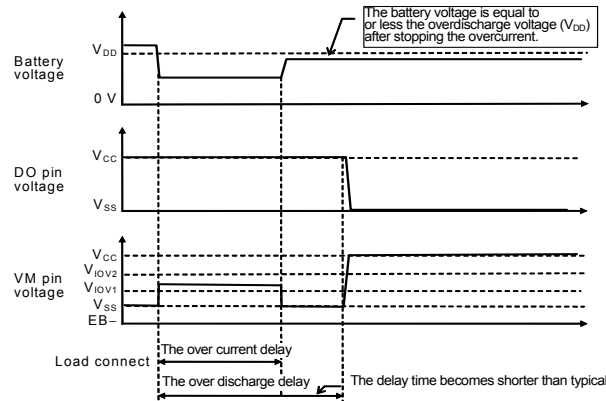 The battery voltage is equal to
or less the overdischarge voltage (VDD)
after stopping the overcurrent.
VDD
Battery
voltage
0 V
VCC
DO pin
voltage
VSS
VCC
VIOV2
VM pin
voltage
VIOV1
VSS
EB−
Load connect
The over current delay
The over discharge delay
The delay time becomes shorter than typical